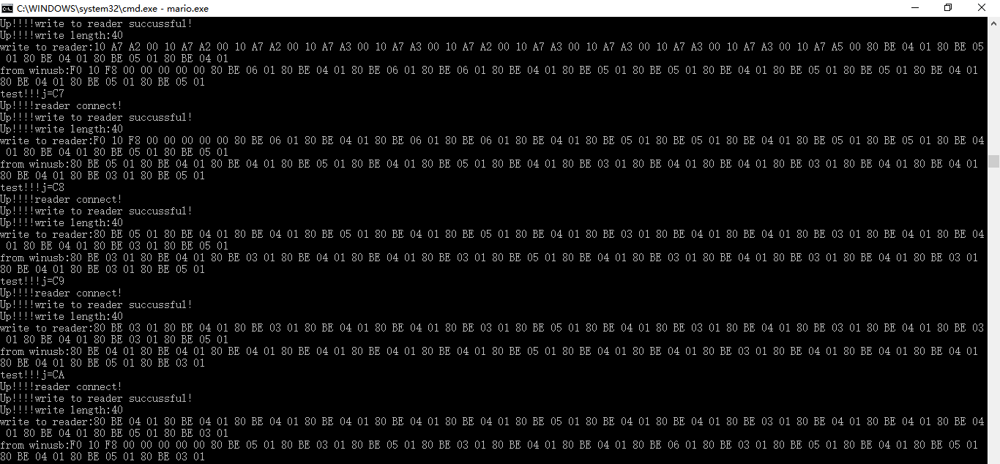 C:\WINDOWS\system32\cmd.exe - mario.exe
Up!!!!write to reader succussful!
Up!!!!write length:40
write to reader:10 A7 A2 00 10 A7 A2 00 10 A7 A2 00 10 A7 A3 00 10 A7 A3 00 10 A7 A2 00 10 A7 A3 00 10 A7 A3 00 10 A7 A3 00 10 A7 A3 00 10 A7 A5 00 80 BE 04 01 80 BE 05
01 80 BE 04 01 80 BE 05 01 80 BE 04 01
from winusb:F0 10 F8 00 00 00 00 00 80 BE 06 01 80 BE 04 01 80 BE 06 01 80 BE 06 01 80 BE 04 01 80 BE 05 01 80 BE 05 01 80 BE 04 01 80 BE 05 01 80 BE 05 01 80 BE 04 01
80 BE 04 01 80 BE 05 01 80 BE 05 01
test!!!j=C7
Up!!!!reader connect!
Up!!!!write to reader succussful!
Up!!!!write length:40
write to reader:F0 10 F8 00 00 00 00 00 80 BE 06 01 80 BE 04 01 80 BE 06 01 80 BE 06 01 80 BE 04 01 80 BE 05 01 80 BE 05 01 80 BE 04 01 80 BE 05 01 80 BE 05 01 80 BE 04
01 80 BE 04 01 80 BE 05 01 80 BE 05 01
from winusb:80 BE 05 01 80 BE 04 01 80 BE 04 01 80 BE 05 01 80 BE 04 01 80 BE 05 01 80 BE 04 01 80 BE 03 01 80 BE 04 01 80 BE 04 01 80 BE 03 01 80 BE 04 01 80 BE 04 01
80 BE 04 01 80 BE 03 01 80 BE 05 01
test!!!j=C8
Up!!!!reader connect!
Up!!!!write to reader succussful!
Up!!!!write length:40
write to reader:80 BE 05 01 80 BE 04 01 80 BE 04 01 80 BE 05 01 80 BE 04 01 80 BE 05 01 80 BE 04 01 80 BE 03 01 80 BE 04 01 80 BE 04 01 80 BE 03 01 80 BE 04 01 80 BE 04
01 80 BE 04 01 80 BE 03 01 80 BE 05 01
from winusb:80 BE 03 01 80 BE 04 01 80 BE 03 01 80 BE 04 01 80 BE 04 01 80 BE 03 01 80 BE 05 01 80 BE 04 01 80 BE 03 01 80 BE 04 01 80 BE 03 01 80 BE 04 01 80 BE 03 01
80 BE 04 01 80 BE 03 01 80 BE 05 01
test!!!j=C9
Up!!!!reader connect!
Up!!!!write to reader succussful!
Up!!!!write length:40
write to reader:80 BE 03 01 80 BE 04 01 80 BE 03 01 80 BE 04 01 80 BE 04 01 80 BE 03 01 80 BE 05 01 80 BE 04 01 80 BE 03 01 80 BE 04 01 80 BE 03 01 80 BE 04 01 80 BE 03
01 80 BE 04 01 80 BE 03 01 80 BE 05 01
from winusb:80 BE 04 01 80 BE 04 01 80 BE 04 01 80 BE 04 01 80 BE 04 01 80 BE 04 01 80 BE 05 01 80 BE 04 01 80 BE 04 01 80 BE 03 01 80 BE 04 01 80 BE 04 01 80 BE 04 01
80 BE 04 01 80 BE 05 01 80 BE 03 01
test!!!j=CA
Up!!!!reader connect!
Up!!!!write to reader succussful!
Up!!!!write length:40
write to reader:80 BE 04 01 80 BE 04 01 80 BE 04 01 80 BE 04 01 80 BE 04 01 80 BE 04 01 80 BE 05 01 80 BE 04 01 80 BE 04 01 80 BE 03 01 80 BE 04 01 80 BE 04 01 80 BE 04
01 80 BE 04 01 80 BE 05 01 80 BE 03 01
from winusb:F0 10 F8 00 00 00 00 00 80 BE 05 01 80 BE 03 01 80 BE 05 01 80 BE 03 01 80 BE 04 01 80 BE 04 01 80 BE 06 01 80 BE 03 01 80 BE 05 01 80 BE 04 01 80 BE 05 01
80 BE 04 01 80 BE 05 01 80 BE 03 01